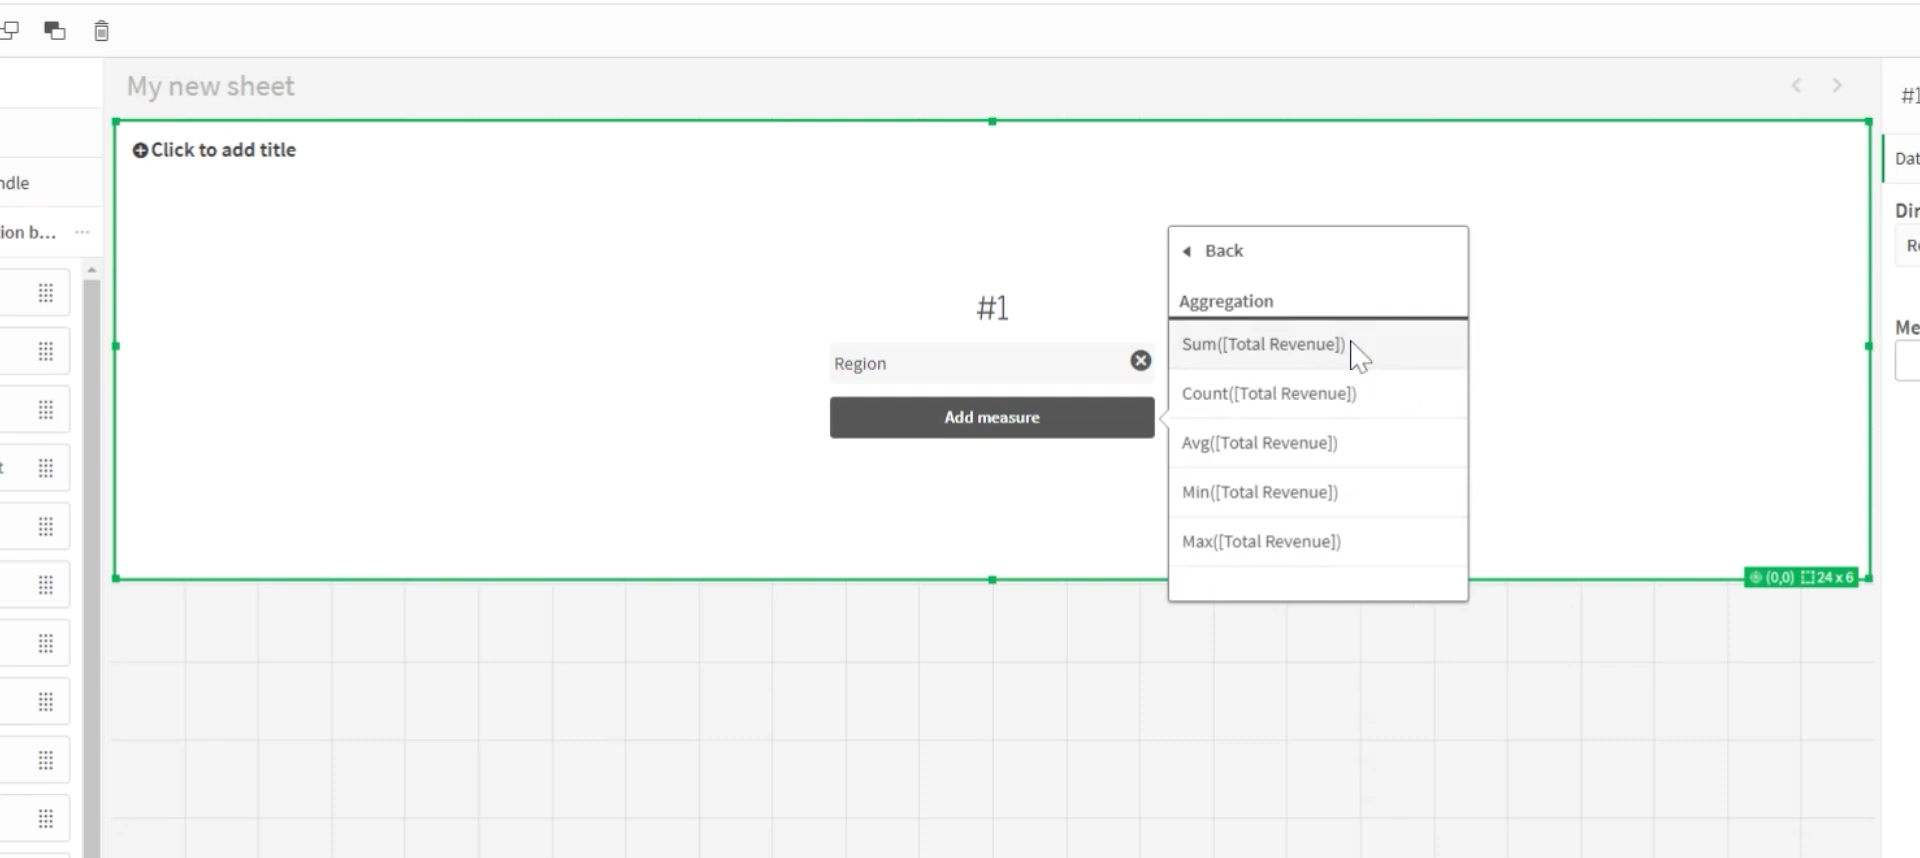 My new sheet
#1
Click to add title
Dat
ndle
Dir
ion b...
Back
Re
Aggregation
#1
Me
Sum([Total Revenue])
Region
Count([Total Revenue])
Add measure
Avg([Total Revenue])
t
Min([Total Revenue])
Max([Total Revenue])
(0,0) 24 x 6